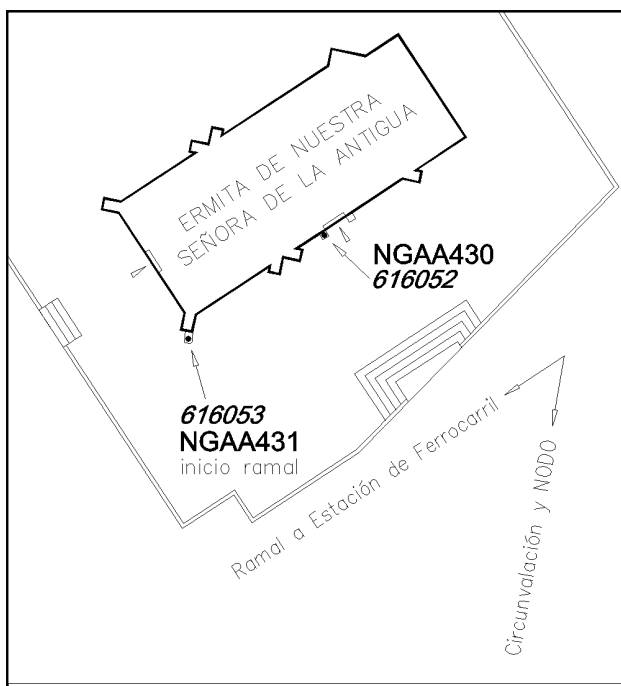 ERMITA DE NUESTRA
SEÑORA DE LA ANTIGUA
NGAA430
616052
616053
NGAA431
inicio ramal
Ramal a Estación de Ferrocarril
Circunvalación y NODO